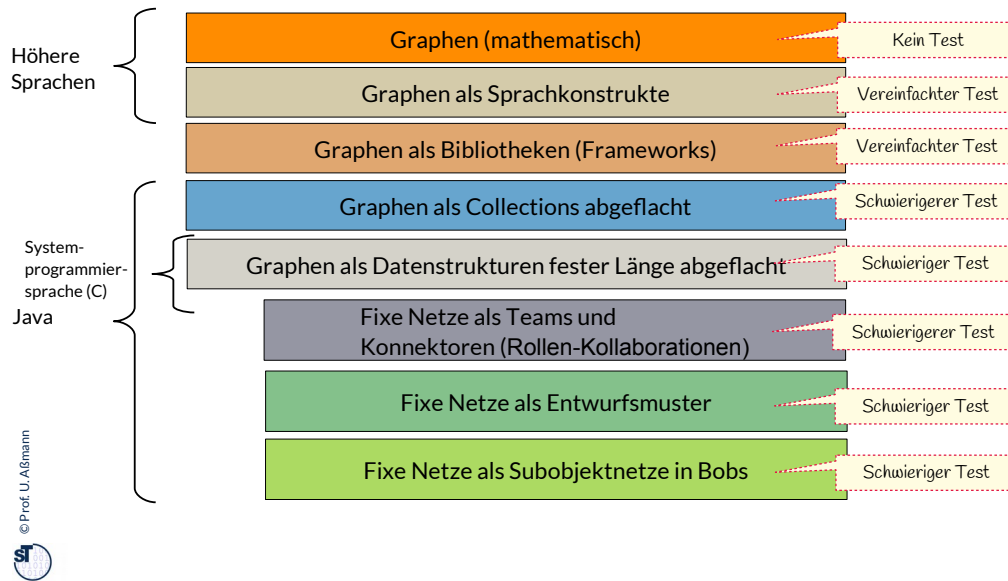 Höhere
Sprachen
Graphen (mathematisch)
Kein Test
Graphen als Sprachkonstrukte
Vereinfachter Test
Graphen als Bibliotheken (Frameworks)
Vereinfachter Test
Graphen als Collections abgeflacht
Schwierigerer Test
System-
programmier-
sprache (C)
Java
Graphen als Datenstrukturen fester Länge abgeflacht
Schwieriger Test
Fixe Netze als Teams und
Konnektoren (Rollen-Kollaborationen)
Schwierigerer Test
Fixe Netze als Entwurfsmuster
Schwieriger Test
Fixe Netze als Subobjektnetze in Bobs
Schwieriger Test
© Prof. U. Aßmann
ST